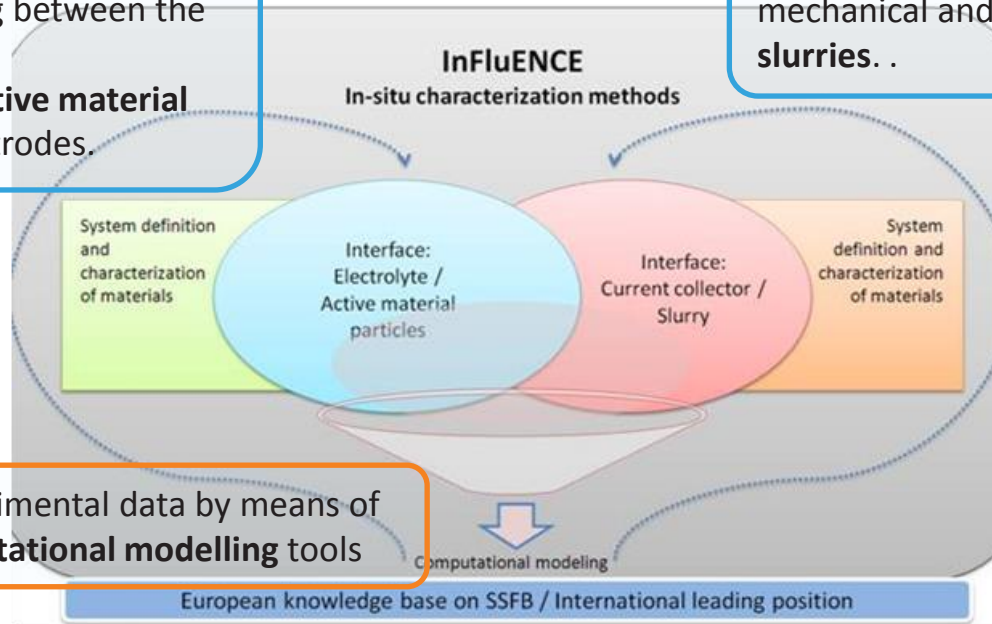 between the
tive material
rodes.
mechanical and
slurries. .
InFluENCE
In-situ characterization methods
System definition
and
characterization
of materials
Interface:
Electrolyte /
Active material
particles
Interface:
Current collector /
Slurry
System
definition and
characterization
of materials
imental data by means of
tational modelling tools
Computational modeling
European knowledge base on SSFB / International leading position